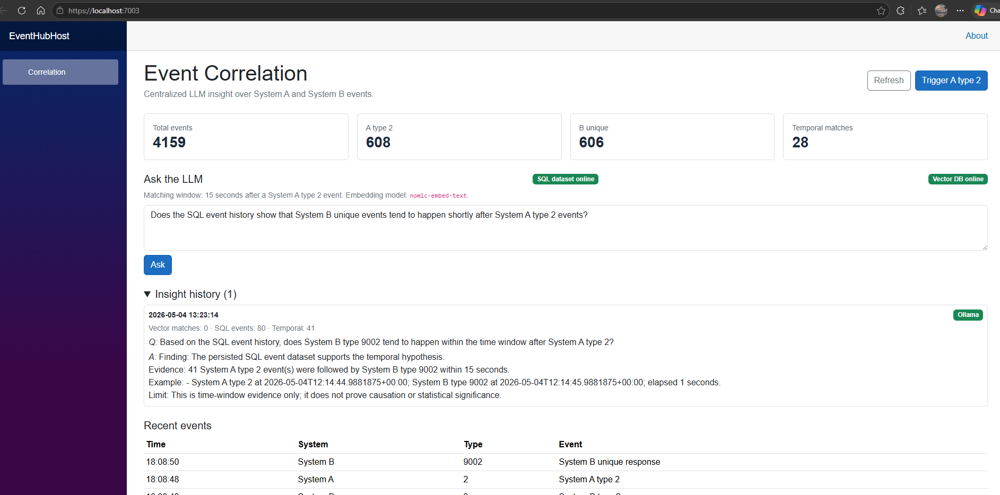 https://localhost:7003
EventHubHost
About
Correlation
Event Correlation
Centralized LLM insight over System A and System B events.
Refresh
Trigger A type 2
Total events
4159
A type 2
608
B unique
606
Temporal matches
28
Ask the LLM
SQL dataset online
Vector DB online
Matching window: 15 seconds after a System A type 2 event. Embedding model: nomic-embed-text.
Does the SQL event history show that System B unique events tend to happen shortly after System A type 2 events?
Ask
▼ Insight history (1)
2026-05-04 13:23:14
Ollama
Vector matches: 0 · SQL events: 80 · Temporal: 41
Q: Based on the SQL event history, does System B type 9002 tend to happen within the time window after System A type 2?
A: Finding: The persisted SQL event dataset supports the temporal hypothesis.
Evidence: 41 System A type 2 event(s) were followed by System B type 9002 within 15 seconds.
Example: - System A type 2 at 2026-05-04T12:14:44.9881875+00:00; System B type 9002 at 2026-05-04T12:14:45.9881875+00:00; elapsed 1 seconds.
Limit: This is time-window evidence only; it does not prove causation or statistical significance.
Recent events
Time System Type Event
18:08:50 System B 9002 System B unique response
18:08:48 System A 2 System A type 2